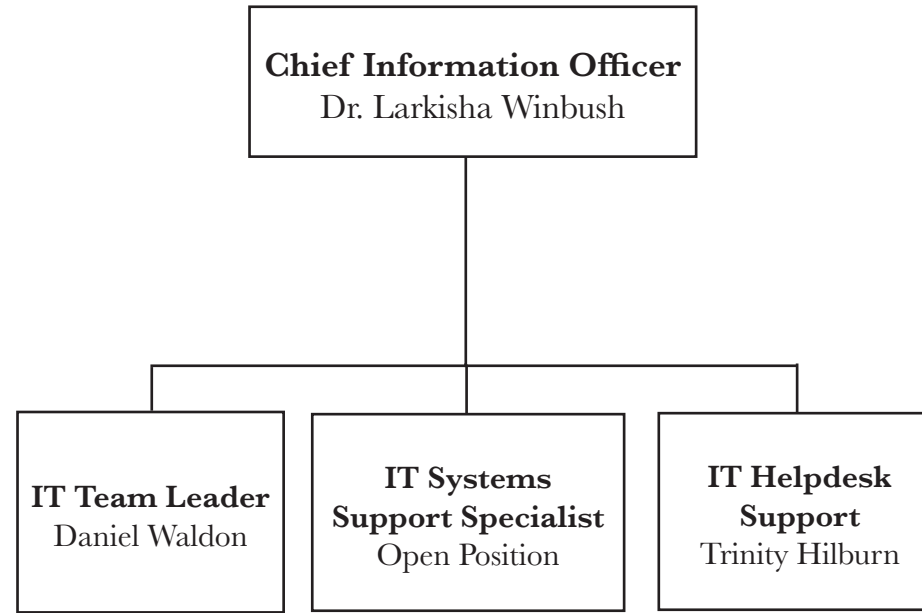 Chief Information Officer
Dr. Larkisha Winbush
IT Team Leader
Daniel Waldon
IT Systems
Support Specialist
Open Position
IT Helpdesk
Support
Trinity Hilburn